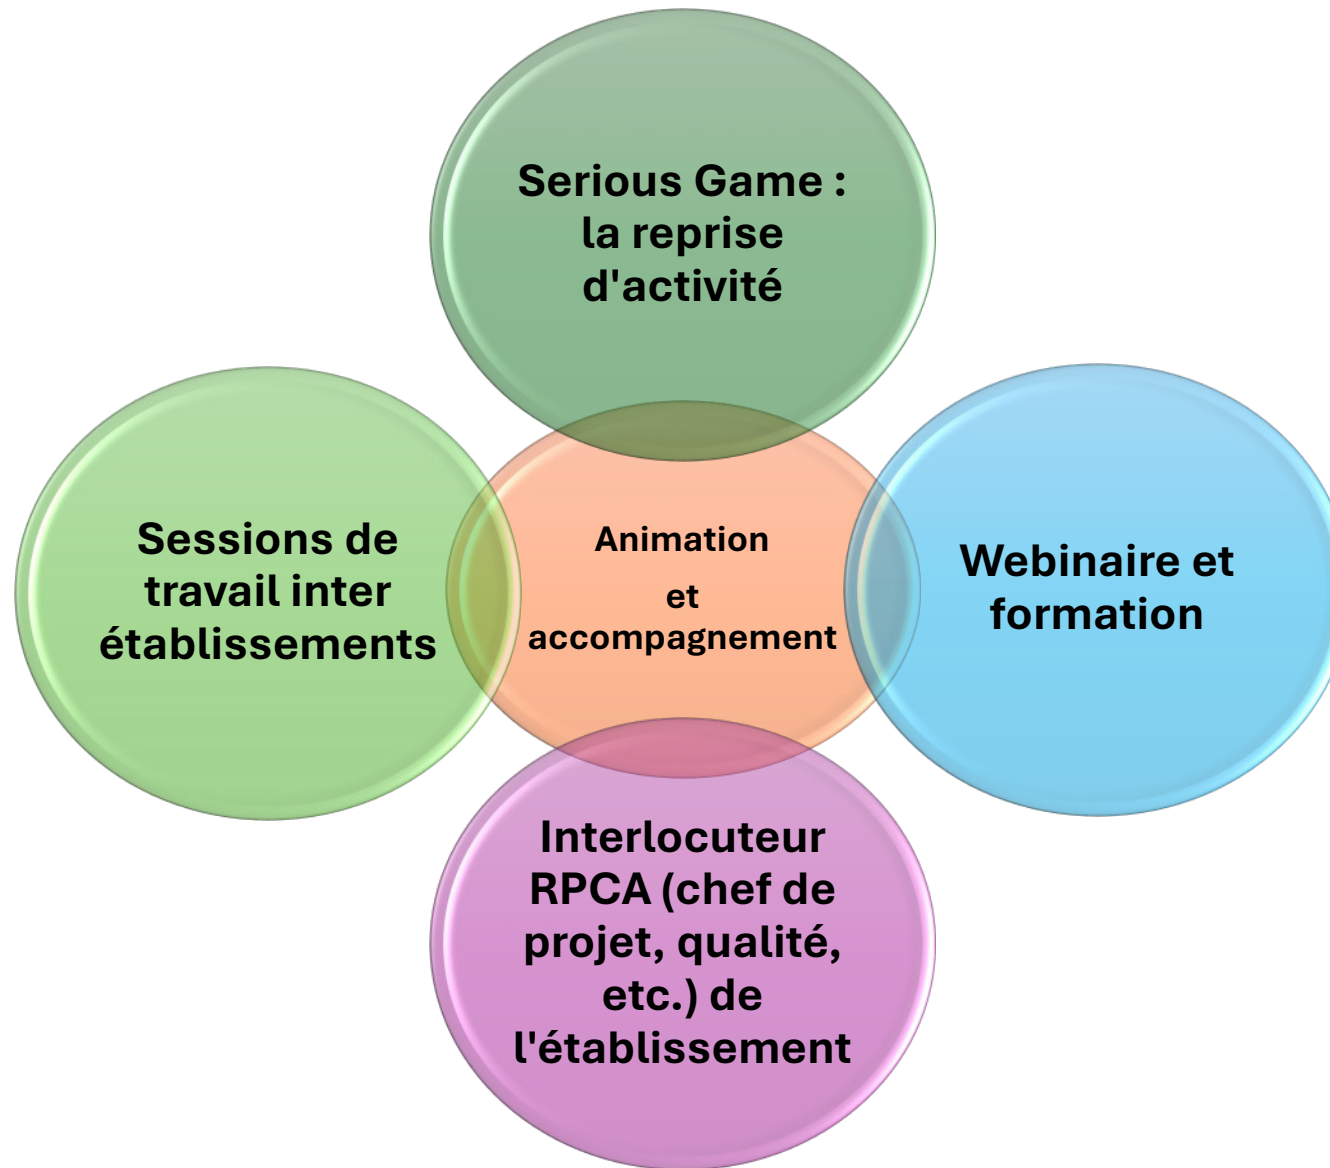 Serious Game :
la reprise
d'activité
Sessions de
travail inter
établissements
Animation
et
accompagnement
Webinaire et
formation
Interlocuteur
RPCA (chef de
projet, qualité,
etc.) de
l'établissement